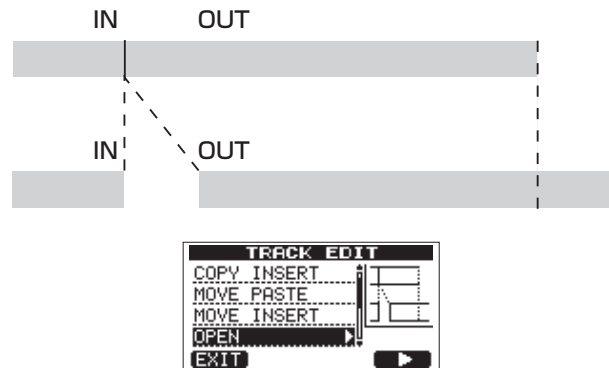 IN OUT
IN OUT
TRACK EDIT
COPY INSERT
MOVE PASTE
MOVE INSERT
OPEN
EXIT